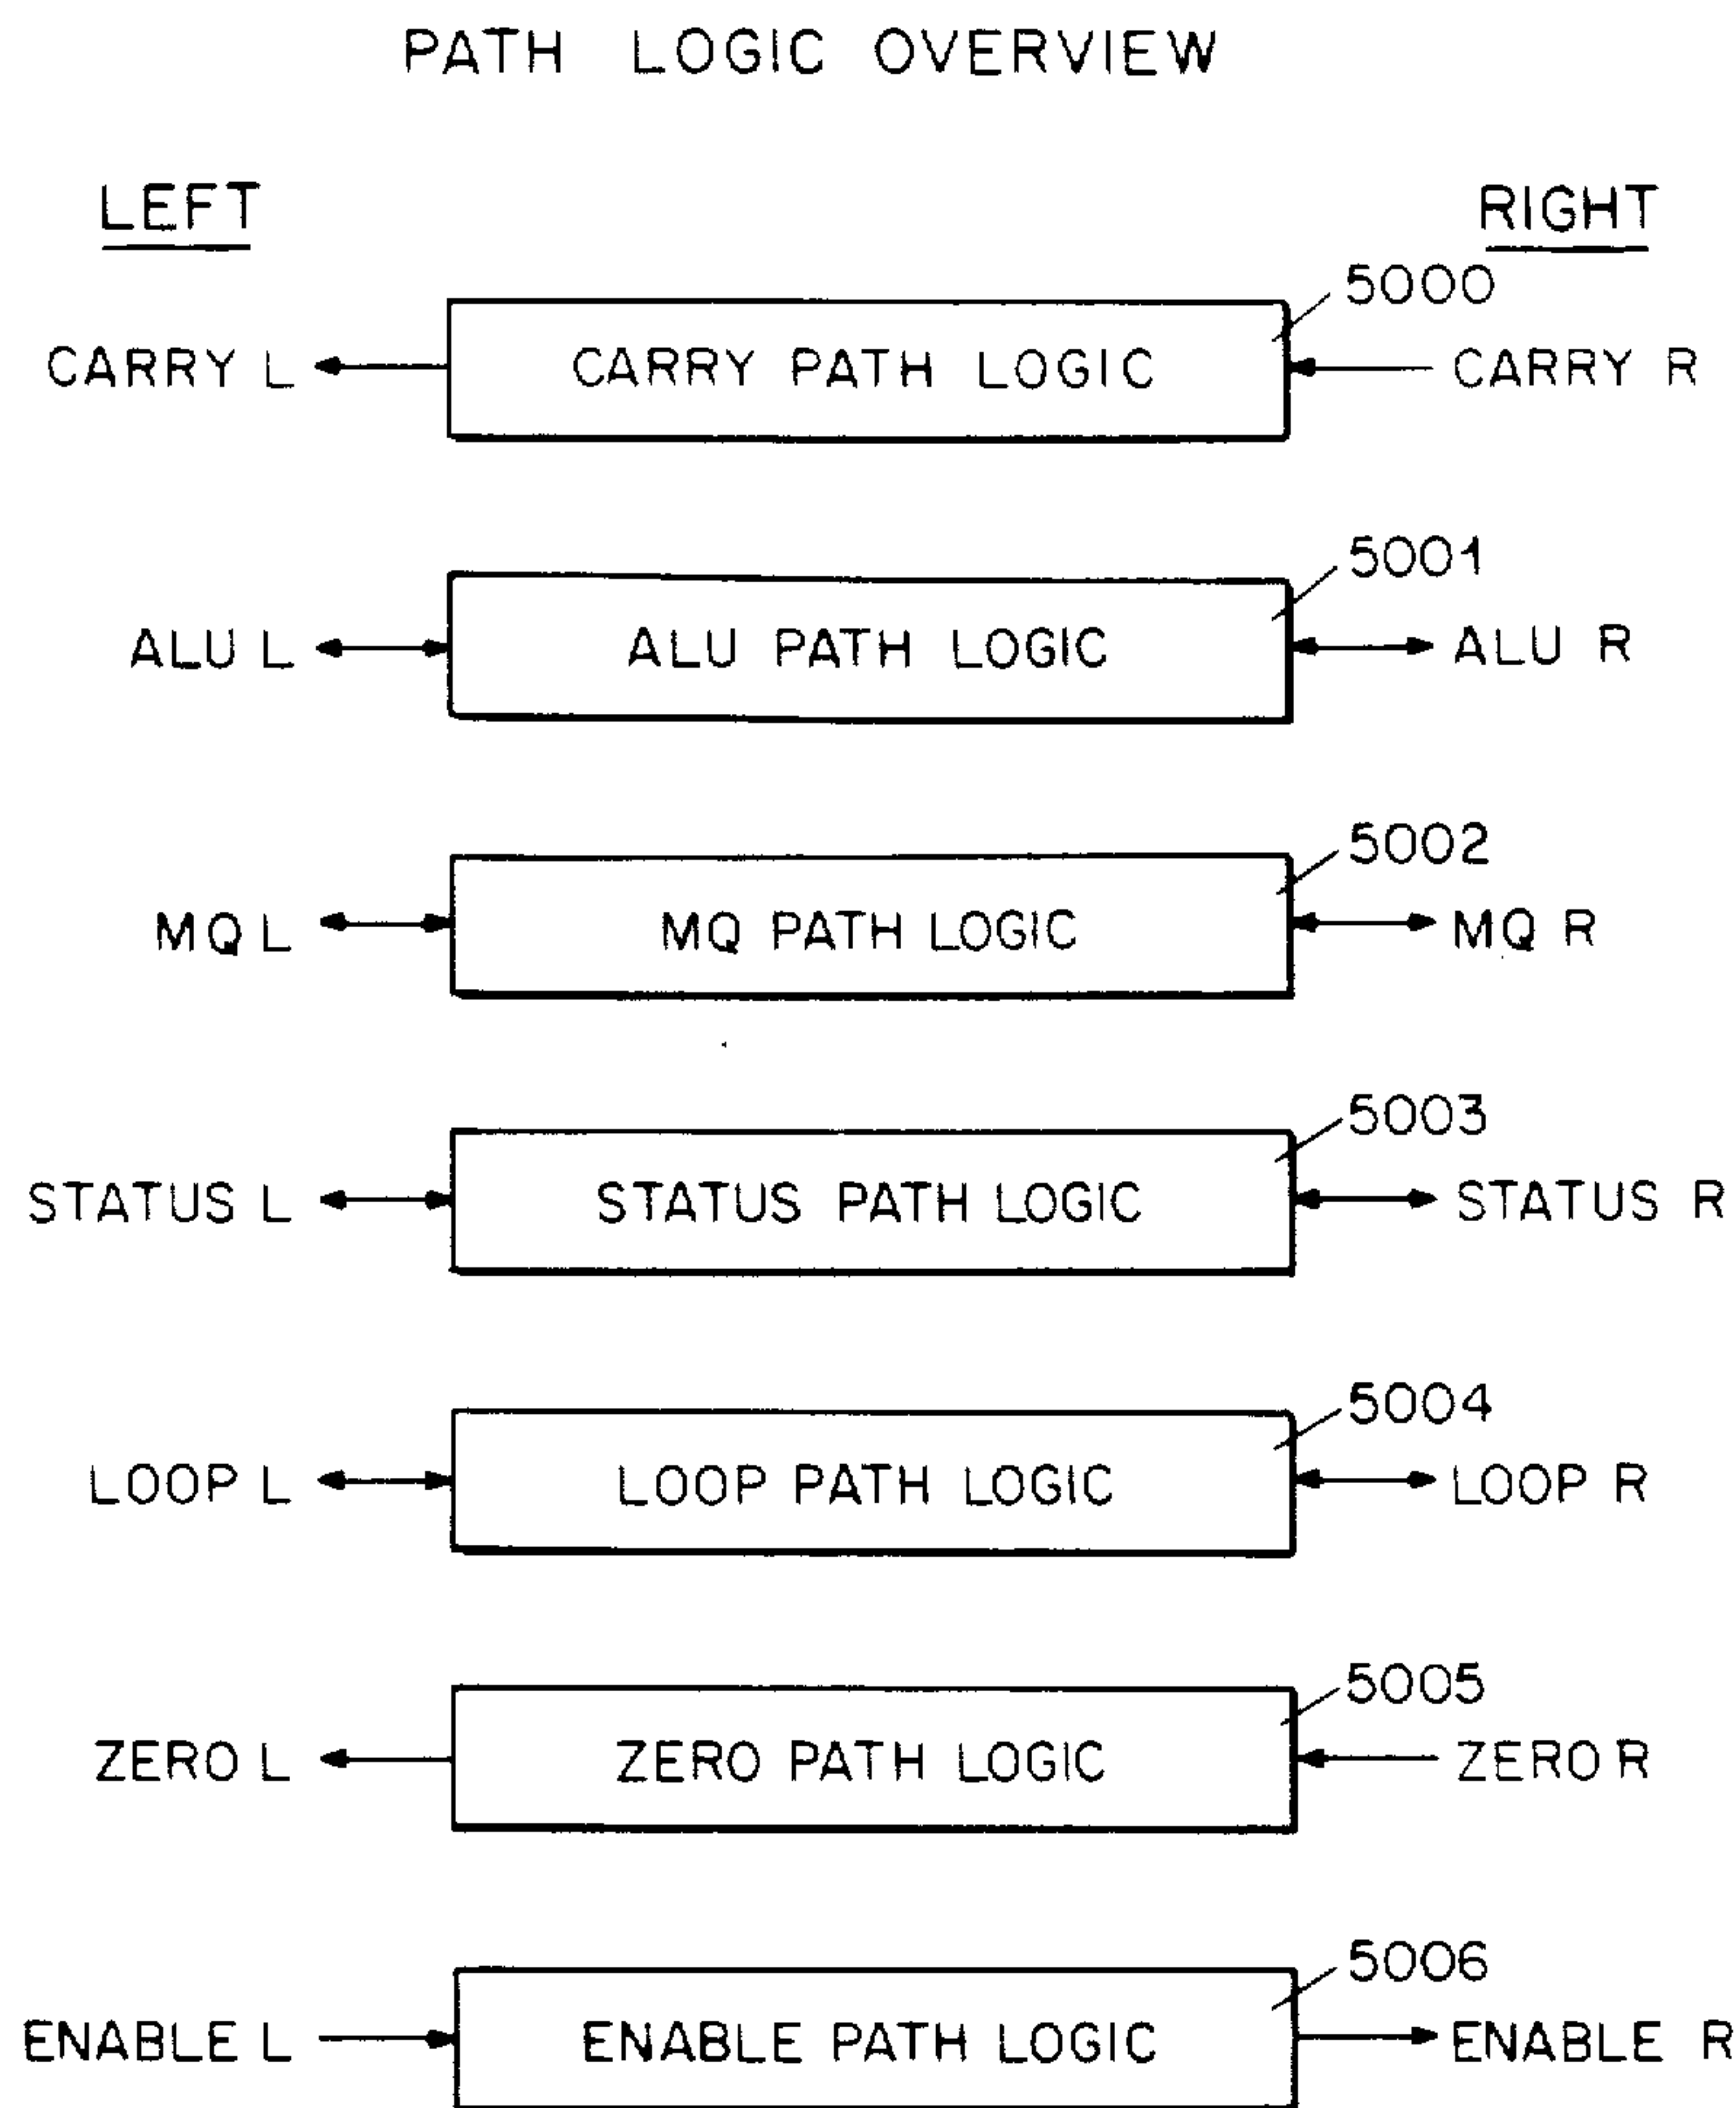 PATH LOGIC OVERVIEW
LEFT RIGHT
5000
CARRY L CARRY PATH LOGIC CARRY R
5001
ALU L ALU PATH LOGIC ALU R
5002
MQ L MQ PATH LOGIC MQ R
5003
STATUS L STATUS PATH LOGIC STATUS R
5004
LOOP L LOOP PATH LOGIC LOOP R
5005
ZERO L ZERO PATH LOGIC ZERO R
5006
ENABLE L ENABLE PATH LOGIC ENABLE R